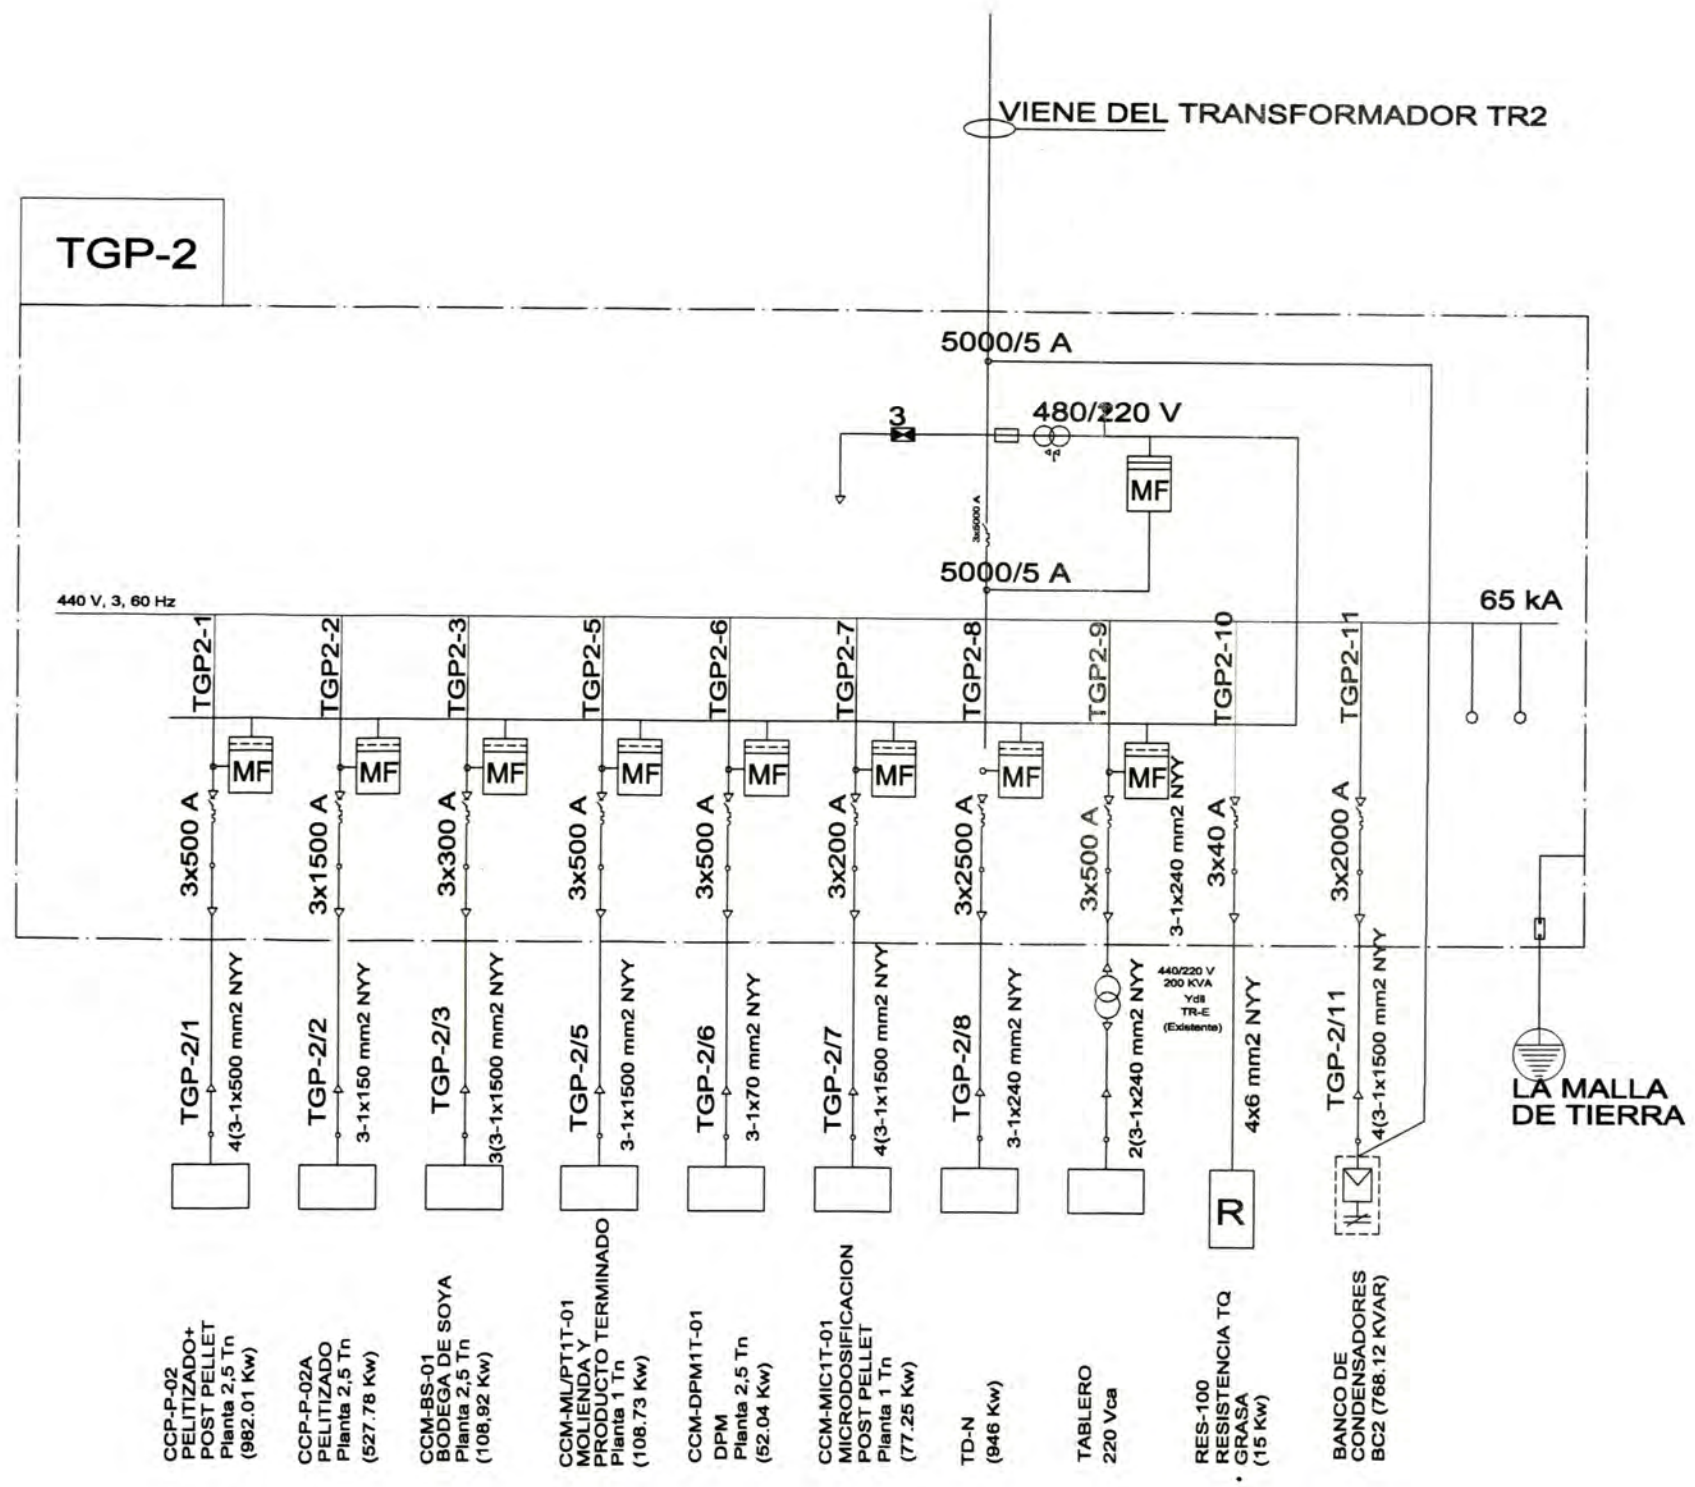 VIENE DEL TRANSFORMADOR TR2
TGP-2
5000/5 A
3
480/220 V
MF
3x5000 A
5000/5 A
440 V, 3, 60 Hz
65 kA
TGP2-1
TGP2-2
TGP2-3
TGP2-5
TGP2-6
TGP2-7
TGP2-8
TGP2-9
TGP2-10
TGP2-11
MF
MF
MF
MF
MF
MF
MF
MF
3x500 A
3x1500 A
3x300 A
3x500 A
3x500 A
3x200 A
3x2500 A
3x500 A
3-1x240 mm2 NYY
3x40 A
3x2000 A
TGP-2/1
4(3-1x500 mm2 NYY
TGP-2/2
3-1x150 mm2 NYY
TGP-2/3
3(3-1x1500 mm2 NYY
TGP-2/5
3-1x1500 mm2 NYY
TGP-2/6
3-1x70 mm2 NYY
TGP-2/7
4(3-1x1500 mm2 NYY
TGP-2/8
3-1x240 mm2 NYY
2(3-1x240 mm2 NYY
440/220 V
200 KVA
TR-E
(Existente)
4x6 mm2 NYY
TGP-2/11
4(3-1x1500 mm2 NYY
LA MALLA
DE TIERRA
R
CCP-P-02
PELITIZADO+
POST PELLET
Planta 2,5 Tn
(982.01 Kw)
CCP-P-02A
PELITIZADO
Planta 2,5 Tn
(527.78 Kw)
CCM-BS-01
BODEGA DE SOYA
Planta 2,5 Tn
(108,92 Kw)
CCM-ML/PT1T-01
MOLIENDA Y
PRODUCTO TERMINADO
Planta 1 Tn
(108.73 Kw)
CCM-DPM1T-01
DPM
Planta 2,5 Tn
(52.04 Kw)
CCM-MIC1T-01
MICRODOSIFICACION
POST PELLET
Planta 1 Tn
(77.25 Kw)
TD-N
(946 Kw)
TABLERO
220 Vca
RES-100
RESISTENCIA TQ
GRASA
(15 Kw)
BANCO DE
CONDENSADORES
BC2 (768.12 KVAR)